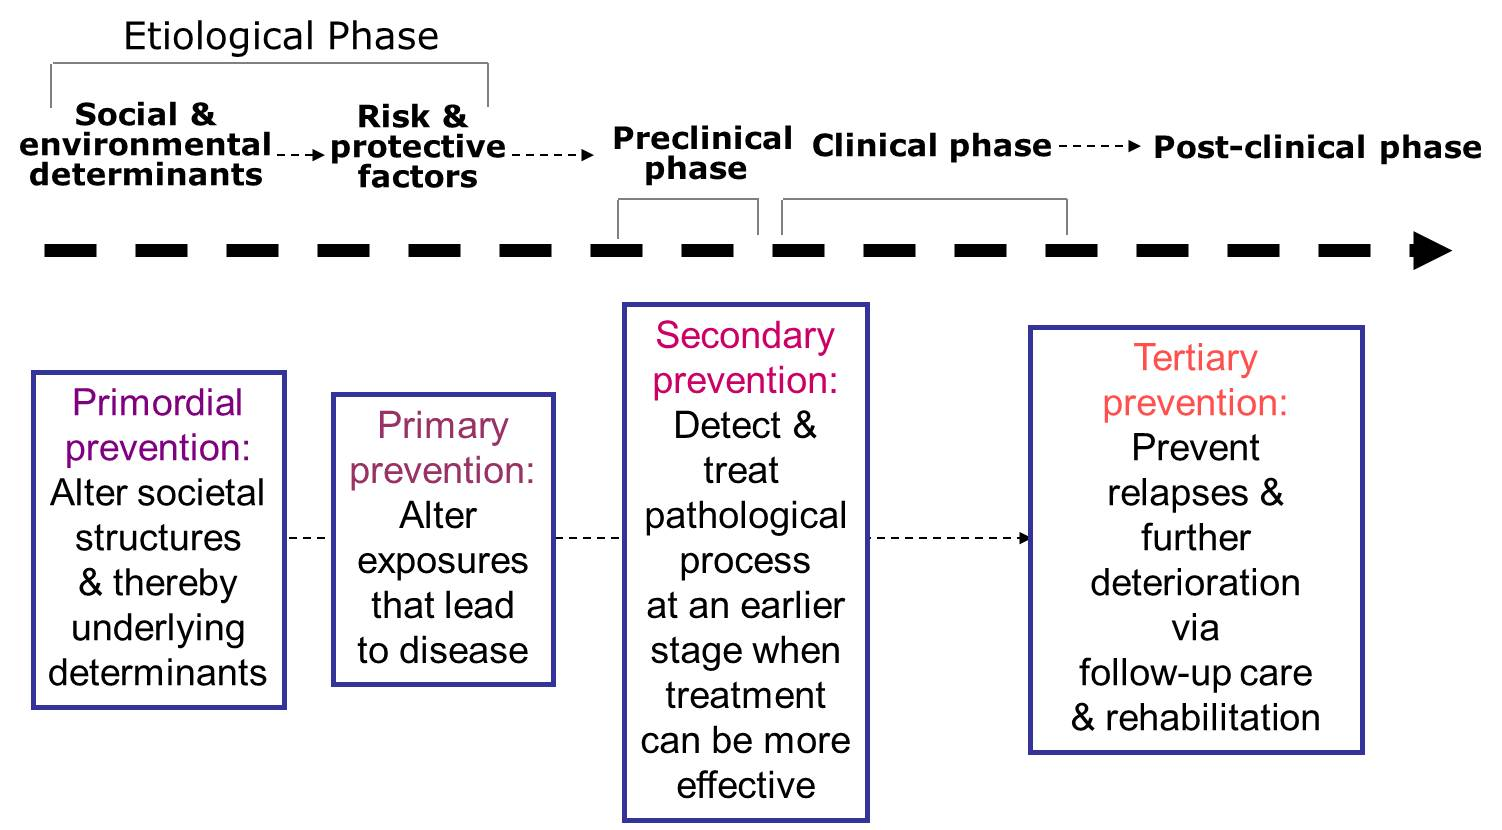 Etiological Phase
Social &
environmental
determinants
Risk &
protective
factors
Preclinical
phase
Clinical phase
Post-clinical phase
Primordial
prevention:
Alter societal
structures
& thereby
underlying
determinants
Primary
prevention:
Alter
exposures
that lead
to disease
Secondary
prevention:
Detect &
treat
pathological
process
at an earlier
stage when
treatment
can be more
effective
Tertiary
prevention:
Prevent
relapses &
further
deterioration
via
follow-up care
& rehabilitation